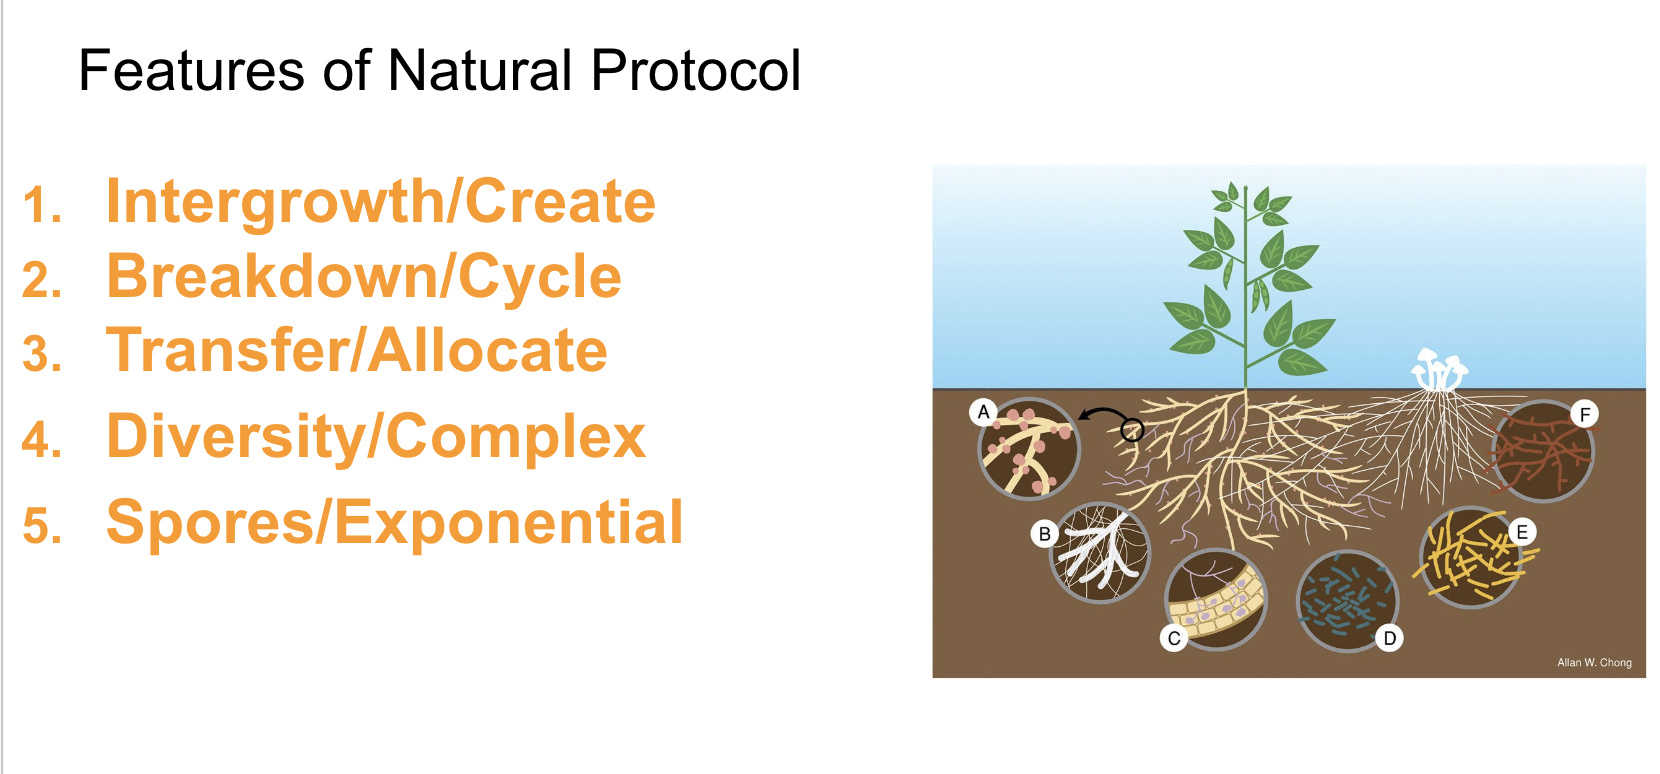 Features of Natural Protocol
1. Intergrowth/Create
2. Breakdown/Cycle
3. Transfer/Allocate
4. Diversity/Complex
5. Spores/Exponential
A
B
C
D
E
F
Allan W. Chong